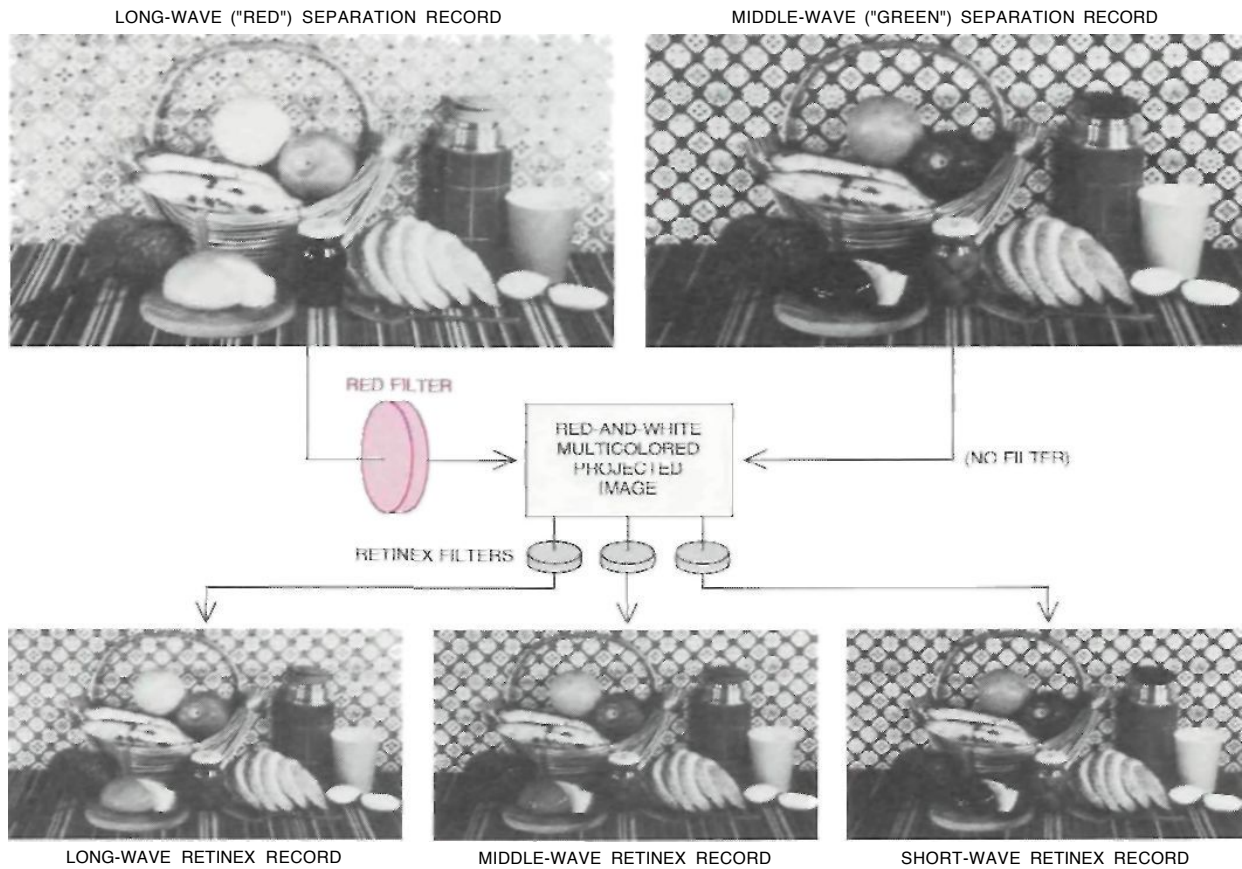 LONG-WAVE ("RED") SEPARATION RECORD
MIDDLE-WAVE ("GREEN") SEPARATION RECORD
RED FILTER
RED-AND-WHITE
MULTICOLORED
PROJECTED
IMAGE
(NO FILTER)
RETINEX FILTERS
LONG-WAVE RETINEX RECORD
MIDDLE-WAVE RETINEX RECORD
SHORT-WAVE RETINEX RECORD